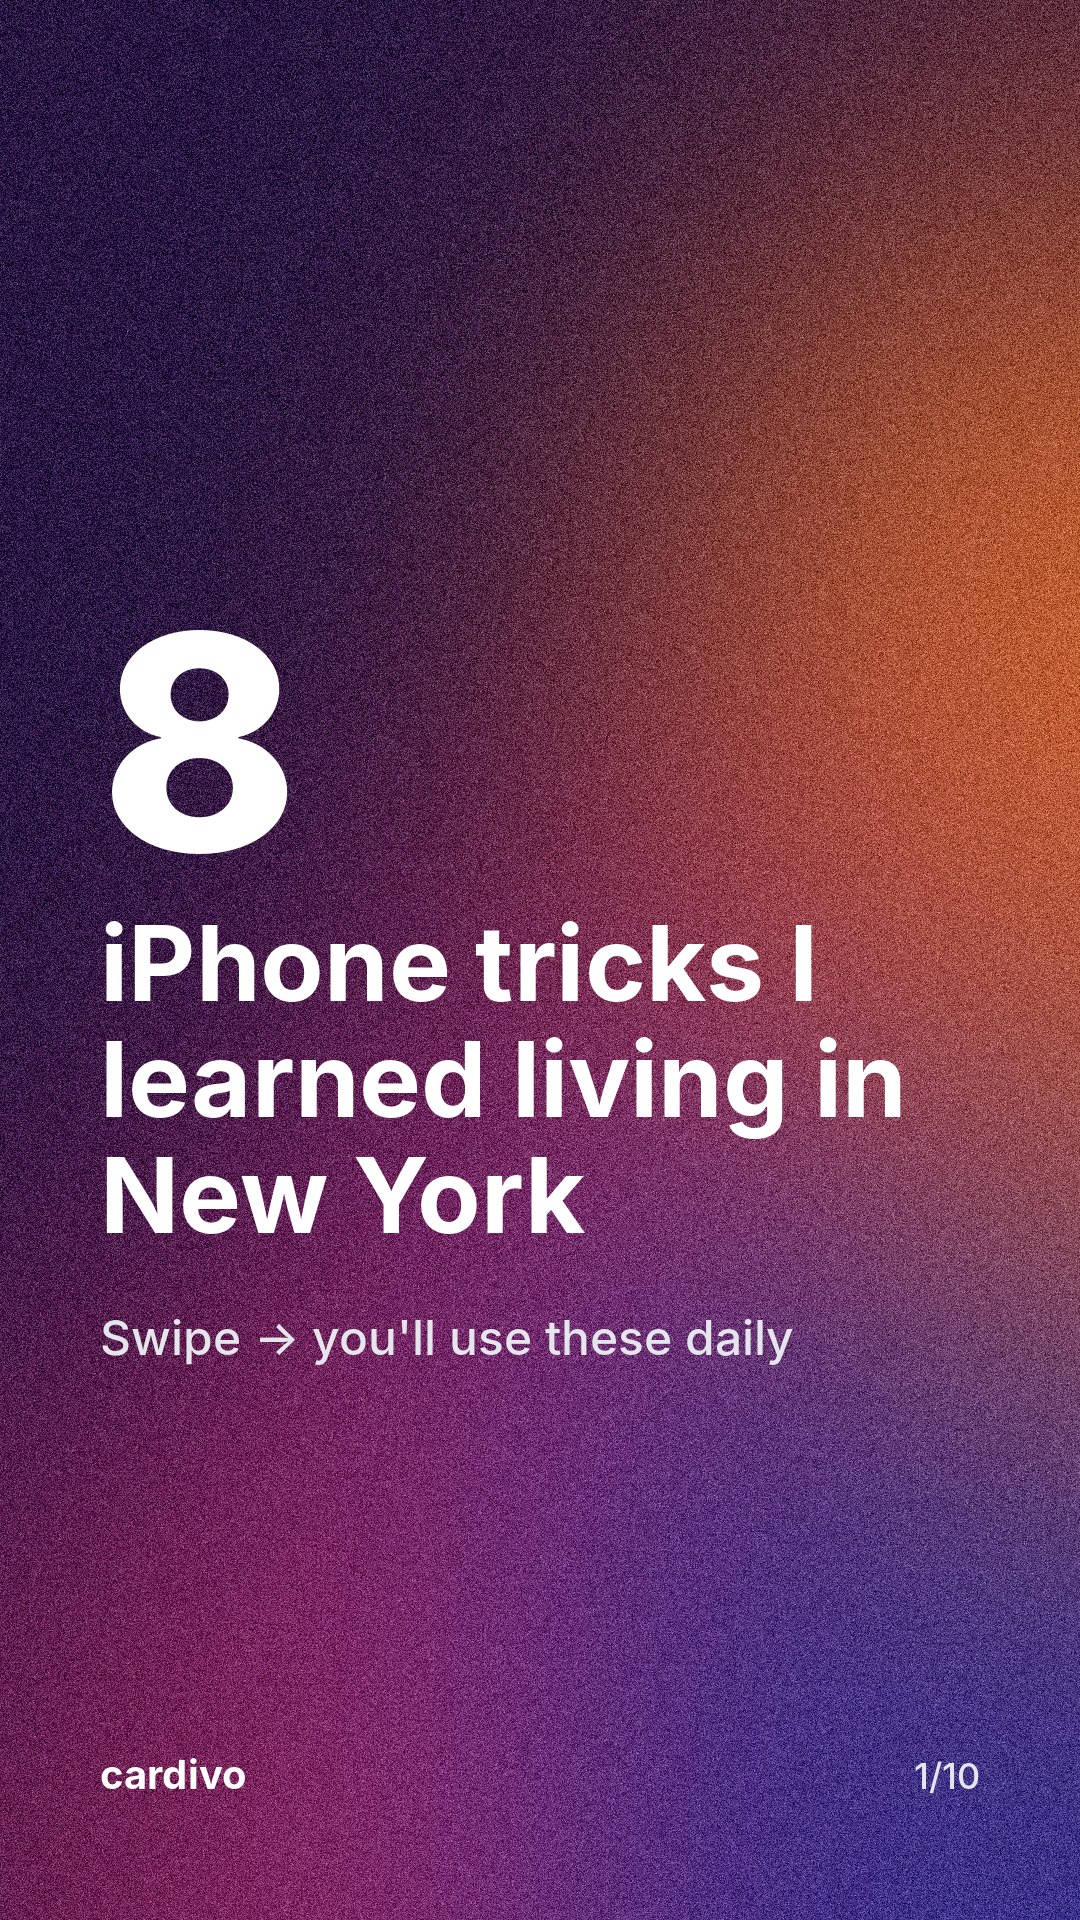 8
iPhone tricks I
learned living in
New York
Swipe → you'll use these daily
cardivo
1/10